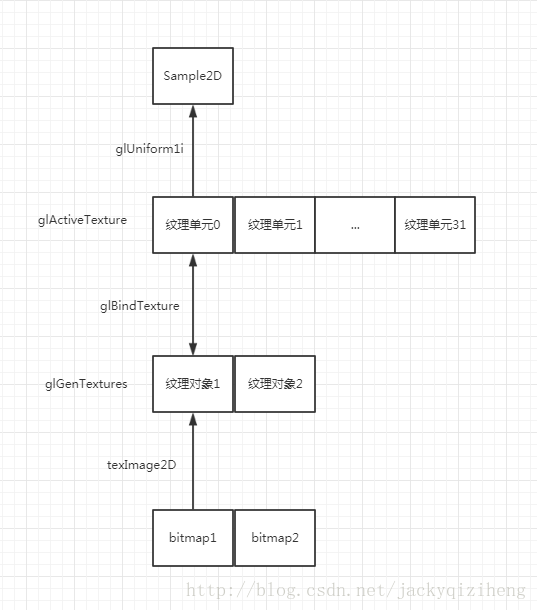 Sample2D
glUniform1i
glActiveTexture 纹理单元0 纹理单元1 ... 纹理单元31
glBindTexture
glGenTextures 纹理对象1 纹理对象2
texImage2D
bitmap1 bitmap2
http://blog.csdn.net/jackyqiziheng